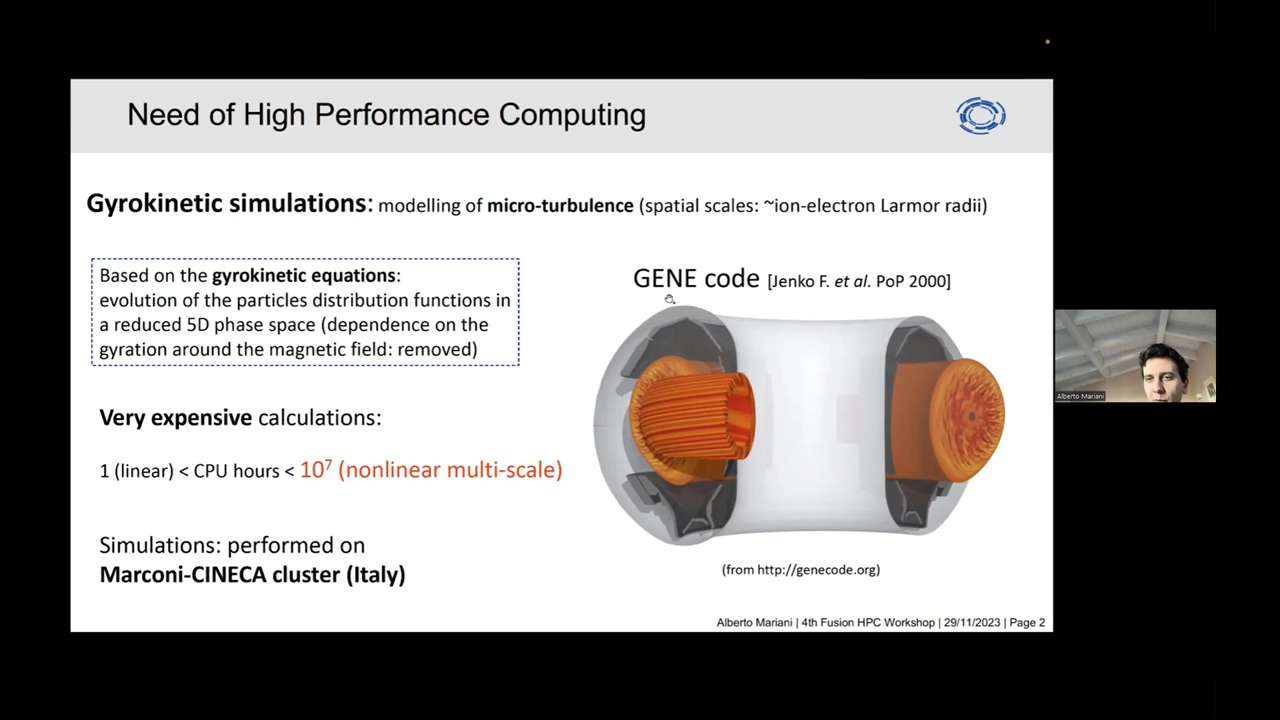 Need of High Performance Computing
Gyrokinetic simulations: modelling of micro-turbulence (spatial scales: ~ion-electron Larmor radii)
Based on the gyrokinetic equations:
evolution of the particles distribution functions in
a reduced 5D phase space (dependence on the
gyration around the magnetic field: removed)
GENE code [Jenko F. et al. PoP 2000]
Very expensive calculations:
1 (linear) < CPU hours < 10⁷ (nonlinear multi-scale)
Simulations: performed on
Marconi-CINECA cluster (Italy)
(from http://genecode.org)
Alberto Mariani | 4th Fusion HPC Workshop | 29/11/2023 | Page 2
Alberto Mariani